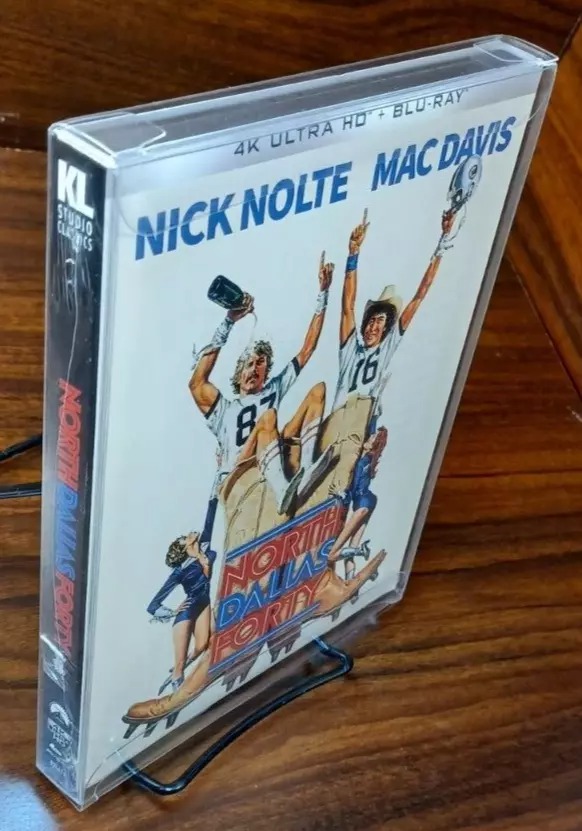 4K ULTRA HD + BLU-RAY
NICK NOLTE MAC DAVIS
87
16
NORTH
DALLAS
FORTY
KL
STUDIO
CLASSICS
NORTH DALLAS FORTY